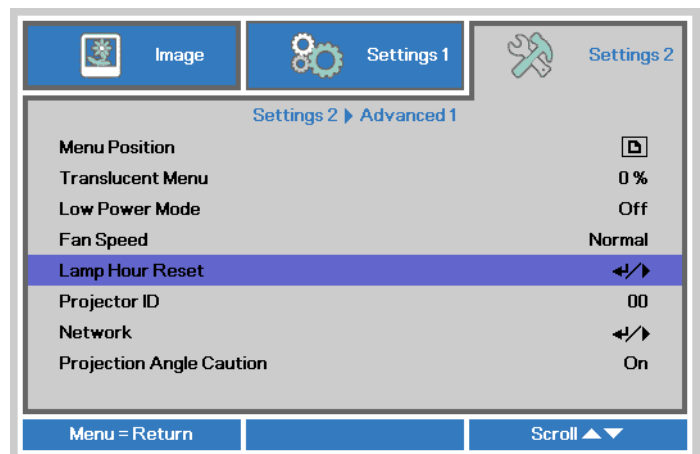 Image
Settings 1
Settings 2
Settings 2 Advanced 1
Menu Position
Translucent Menu 0 %
Low Power Mode Off
Fan Speed Normal
Lamp Hour Reset
Projector ID 00
Network
Projection Angle Caution On
Menu = Return
Scroll